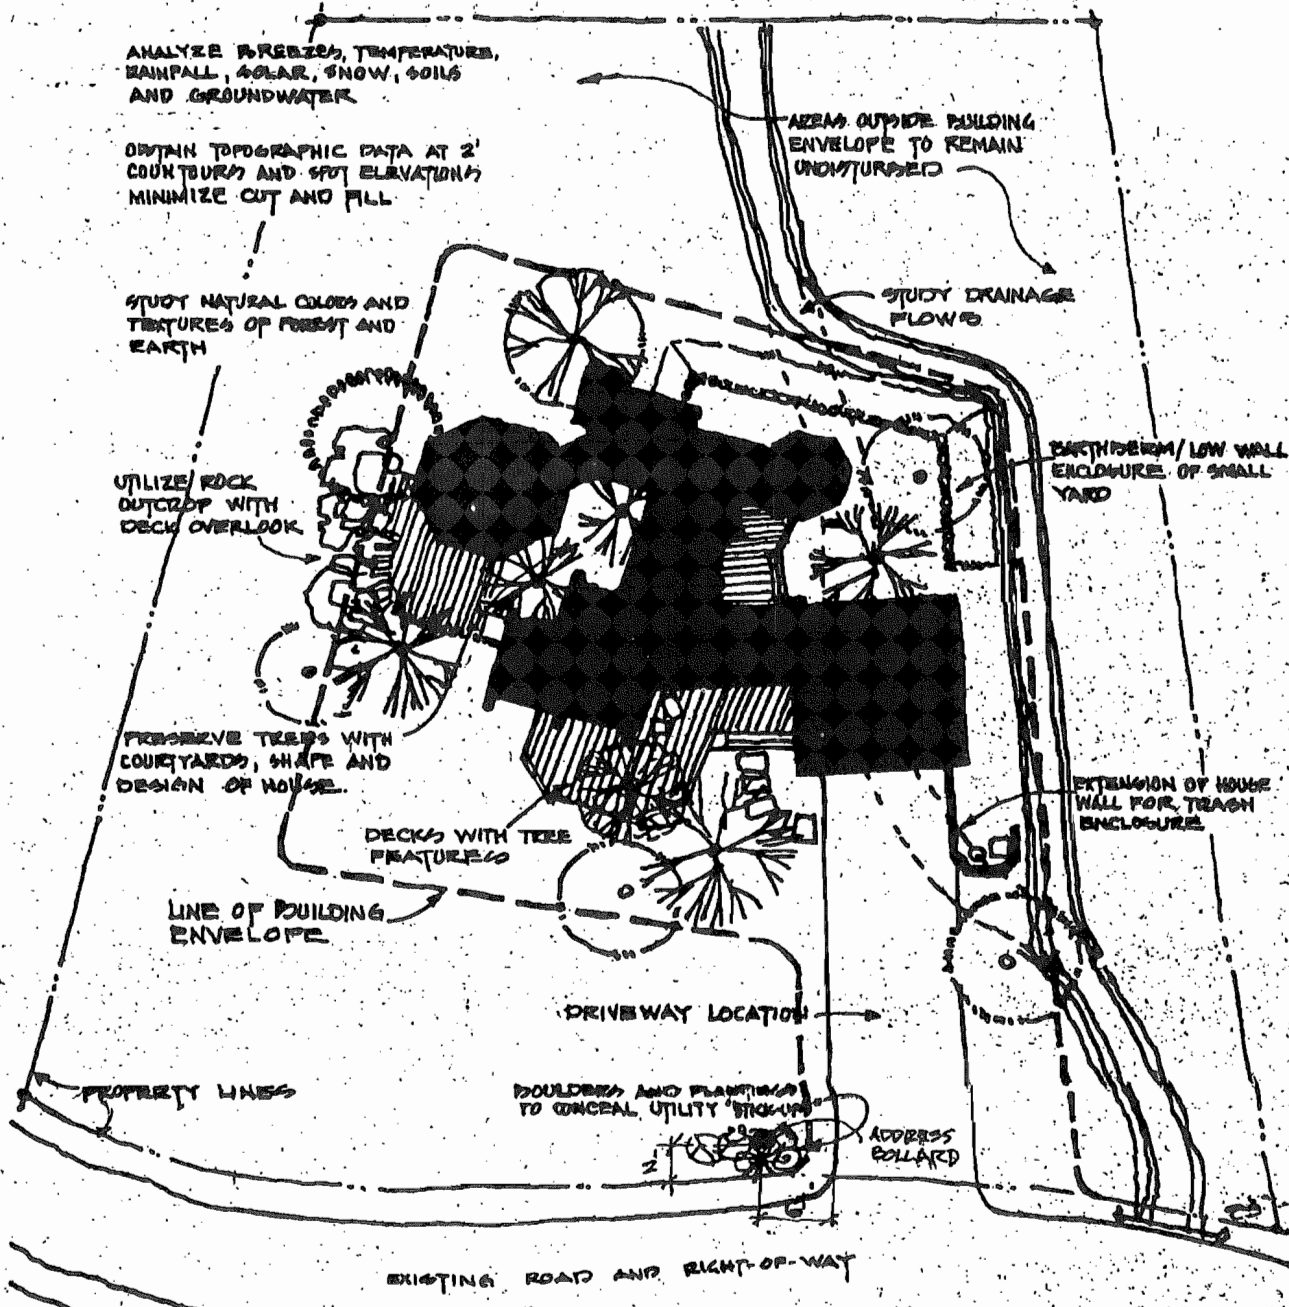 ANALYZE BREEZES, TEMPERATURE,
RAINFALL, SOLAR, SNOW, SOILS
AND GROUNDWATER
OBTAIN TOPOGRAPHIC DATA AT 2'
COUNTOURS AND SPOT ELEVATIONS
MINIMIZE CUT AND FILL
AREAS OUTSIDE BUILDING
ENVELOPE TO REMAIN
UNDISTURBED
STUDY NATURAL COLORS AND
TEXTURES OF FOREST AND
EARTH
STUDY DRAINAGE
FLOWS
UTILIZE ROCK
OUTCROP WITH
DECK OVERLOOK
EARTHBERM/LOW WALL
ENCLOSURE OF SMALL
YARD
PRESERVE TREES WITH
COURTYARDS, SHAPE AND
DESIGN OF HOUSE.
EXTENSION OF HOUSE
WALL FOR TRASH
ENCLOSURE
DECKS WITH TREE
FEATURES
LINE OF BUILDING
ENVELOPE
DRIVEWAY LOCATION
PROPERTY LINES
BOULDERS AND PLANTINGS
TO CONCEAL UTILITY "STICK-UPS"
ADDRESS
BOLLARD
2'
EXISTING ROAD AND RIGHT-OF-WAY